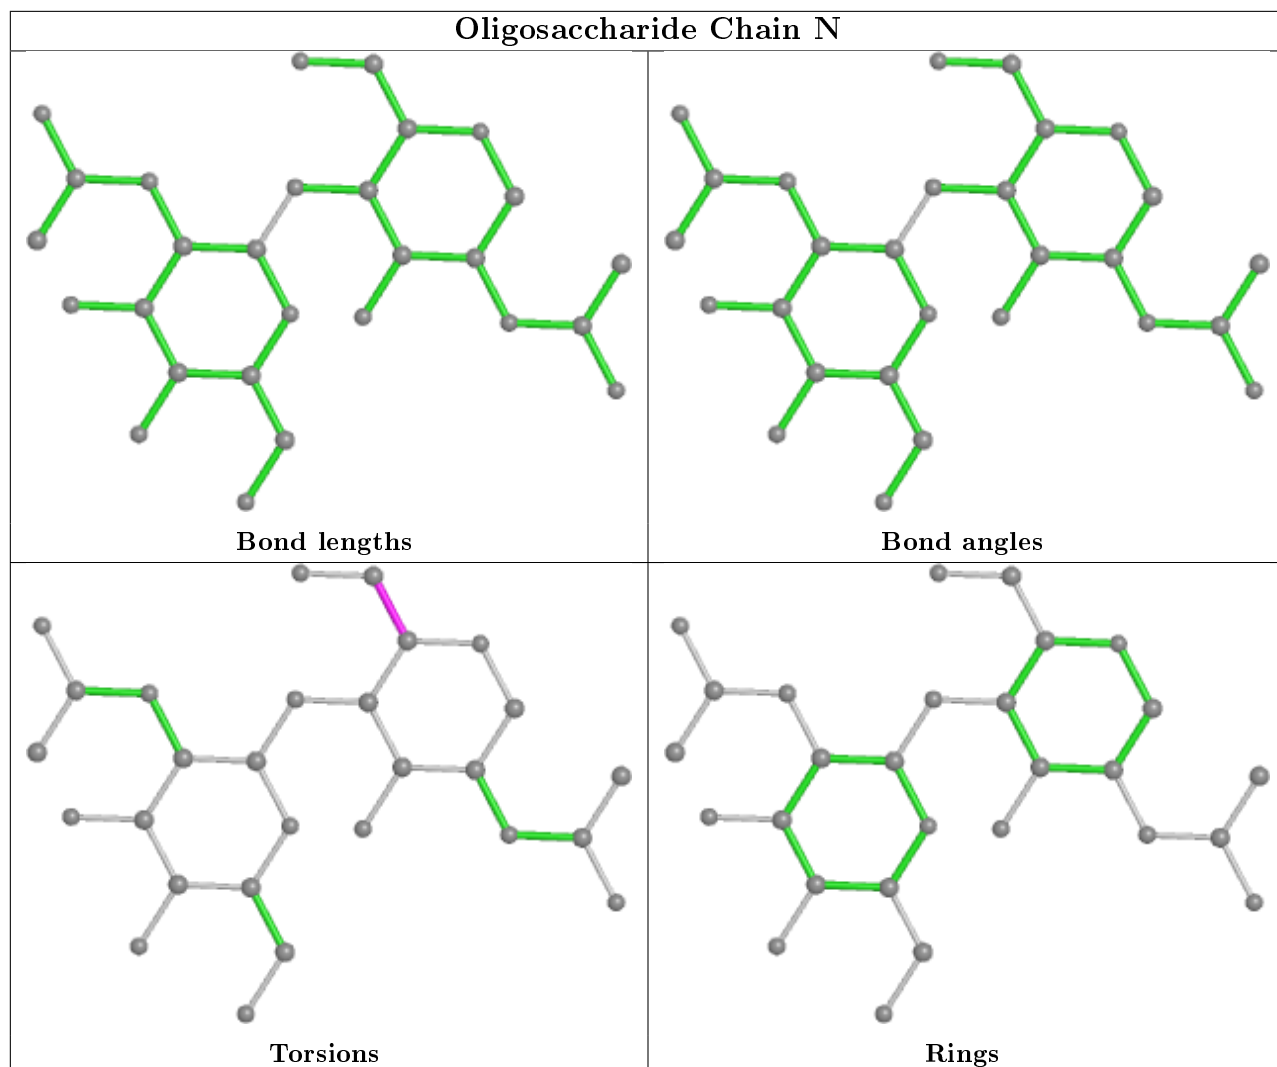 Oligosaccharide Chain N
Bond lengths
Bond angles
Torsions
Rings